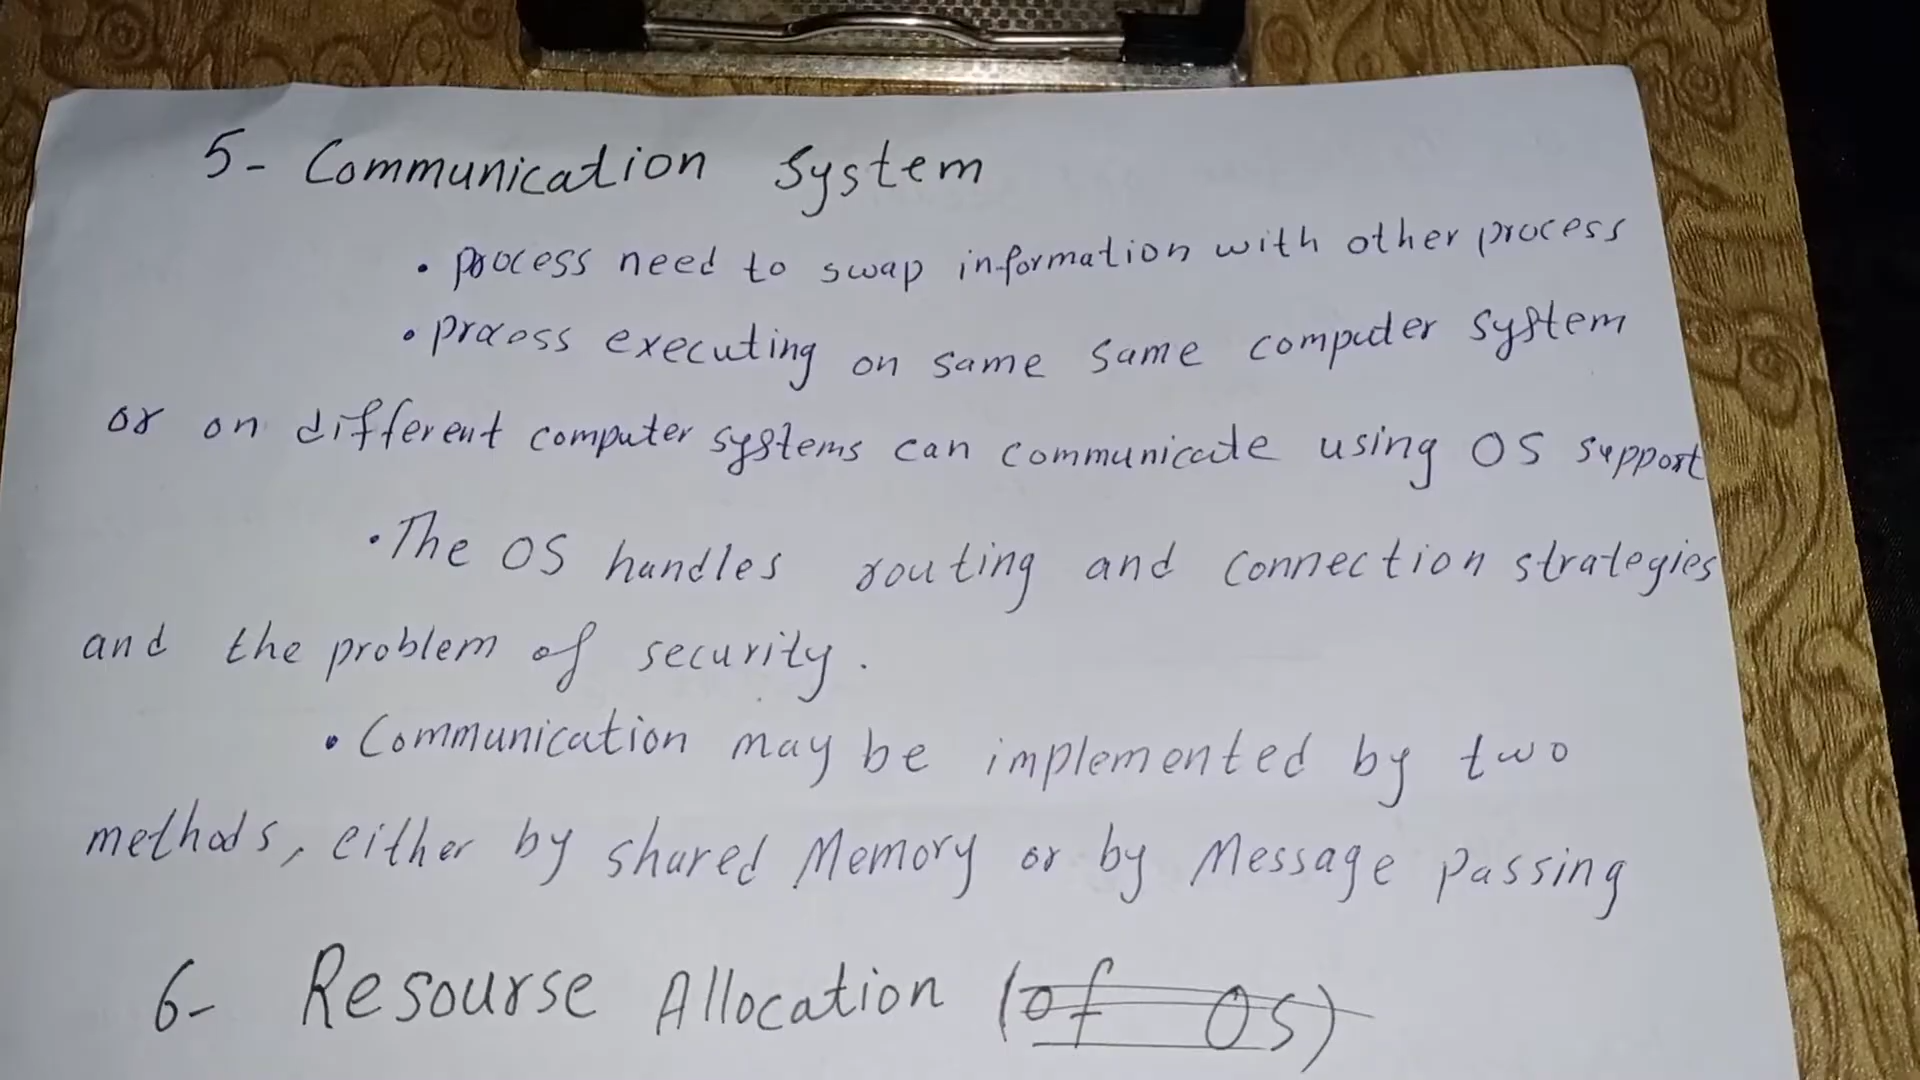 5- Communication System
• process need to swap information with other process
• process executing on same same computer system
or on different computer systems can communicate using OS support
• The OS handles routing and connection strategies
and the problem of security.
• Communication may be implemented by two
methods, either by shared Memory or by Message passing
6- Resourse Allocation (of OS)